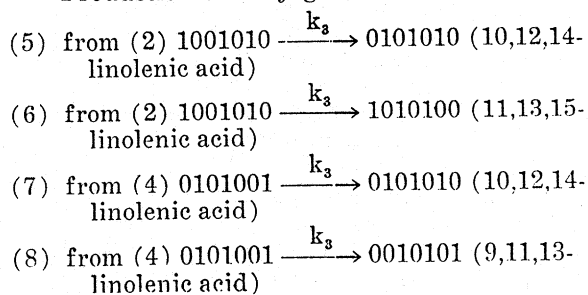 k₃
(5) from (2) 1001010 ⟶ 0101010 (10,12,14-
linolenic acid)
k₃
(6) from (2) 1001010 ⟶ 1010100 (11,13,15-
linolenic acid)
k₃
(7) from (4) 0101001 ⟶ 0101010 (10,12,14-
linolenic acid)
k₃
(8) from (4) 0101001 ⟶ 0010101 (9,11,13-
linolenic acid)